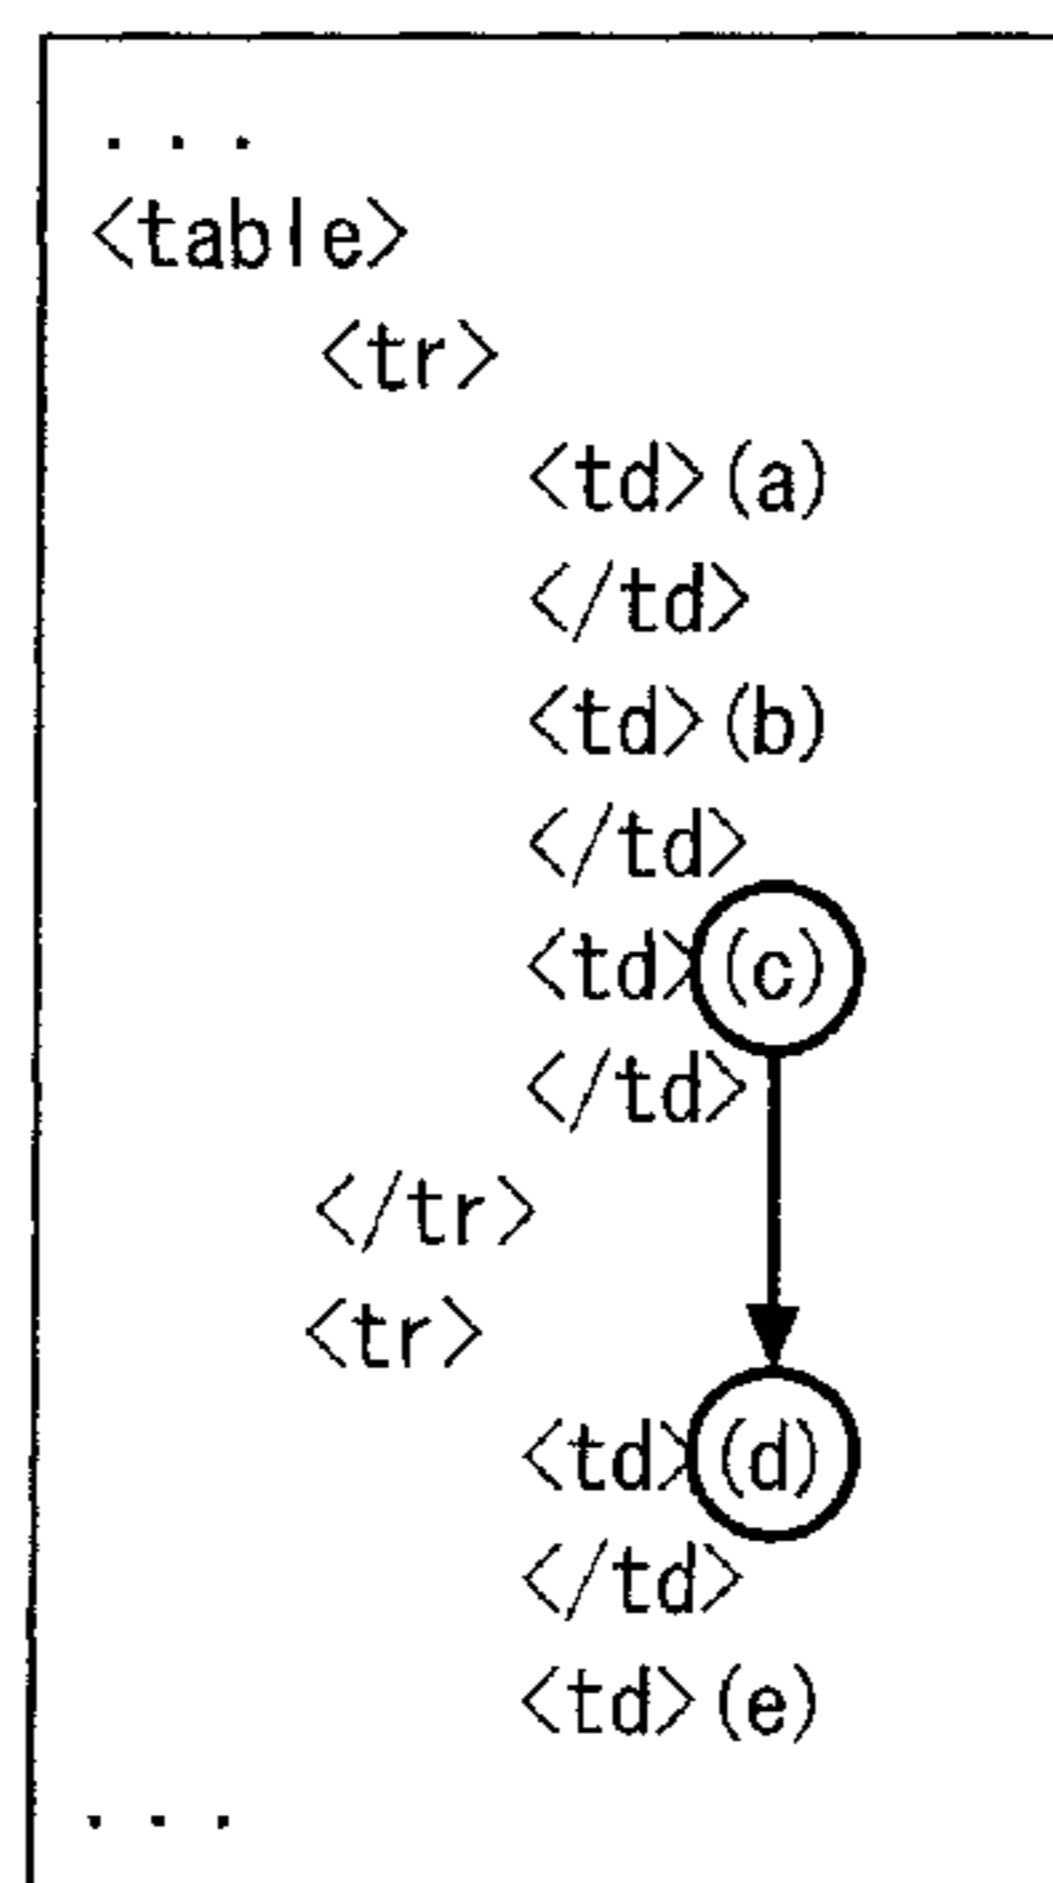 ...
<table>
<tr>
<td>(a)
</td>
<td>(b)
</td>
<td>(c)
</td>
</tr>
<tr>
<td>(d)
</td>
<td>(e)
...